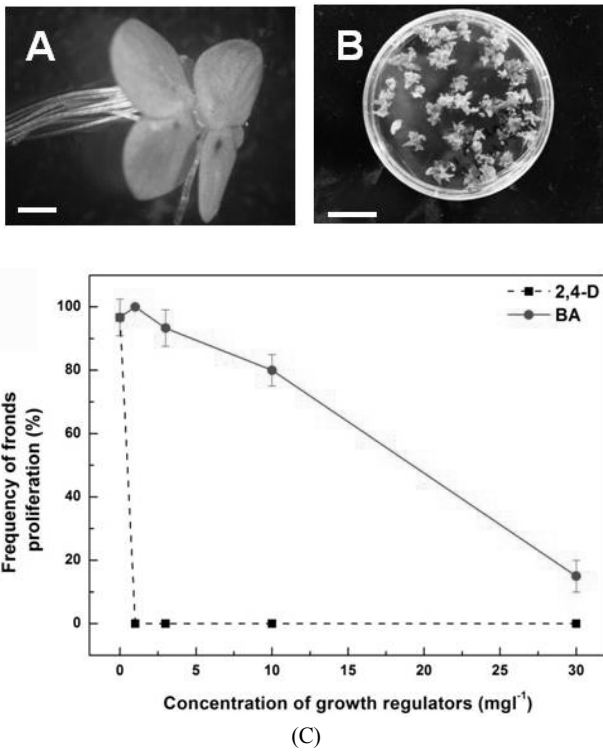 A
B
2,4-D
BA
100
80
60
40
20
0
Frequency of fronds
proliferation (%)
0 5 10 15 20 25 30
Concentration of growth regulators (mgl⁻¹)
(C)